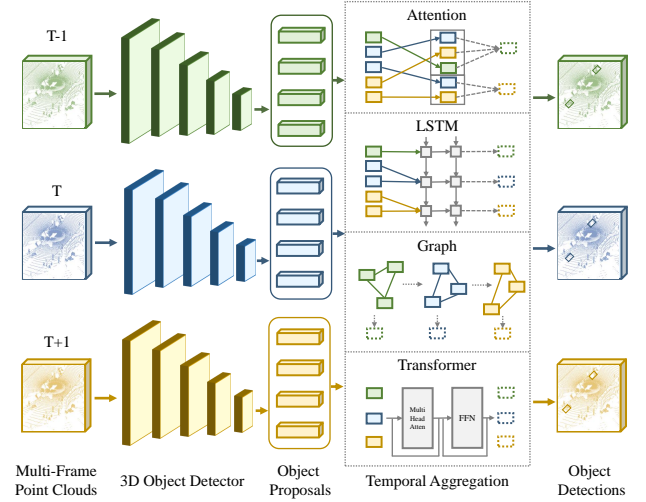 T-1
Attention
LSTM
T
Graph
T+1
Transformer
Multi
Head
Atten
FFN
Multi-Frame
Point Clouds
3D Object Detector
Object
Proposals
Temporal Aggregation
Object
Detections